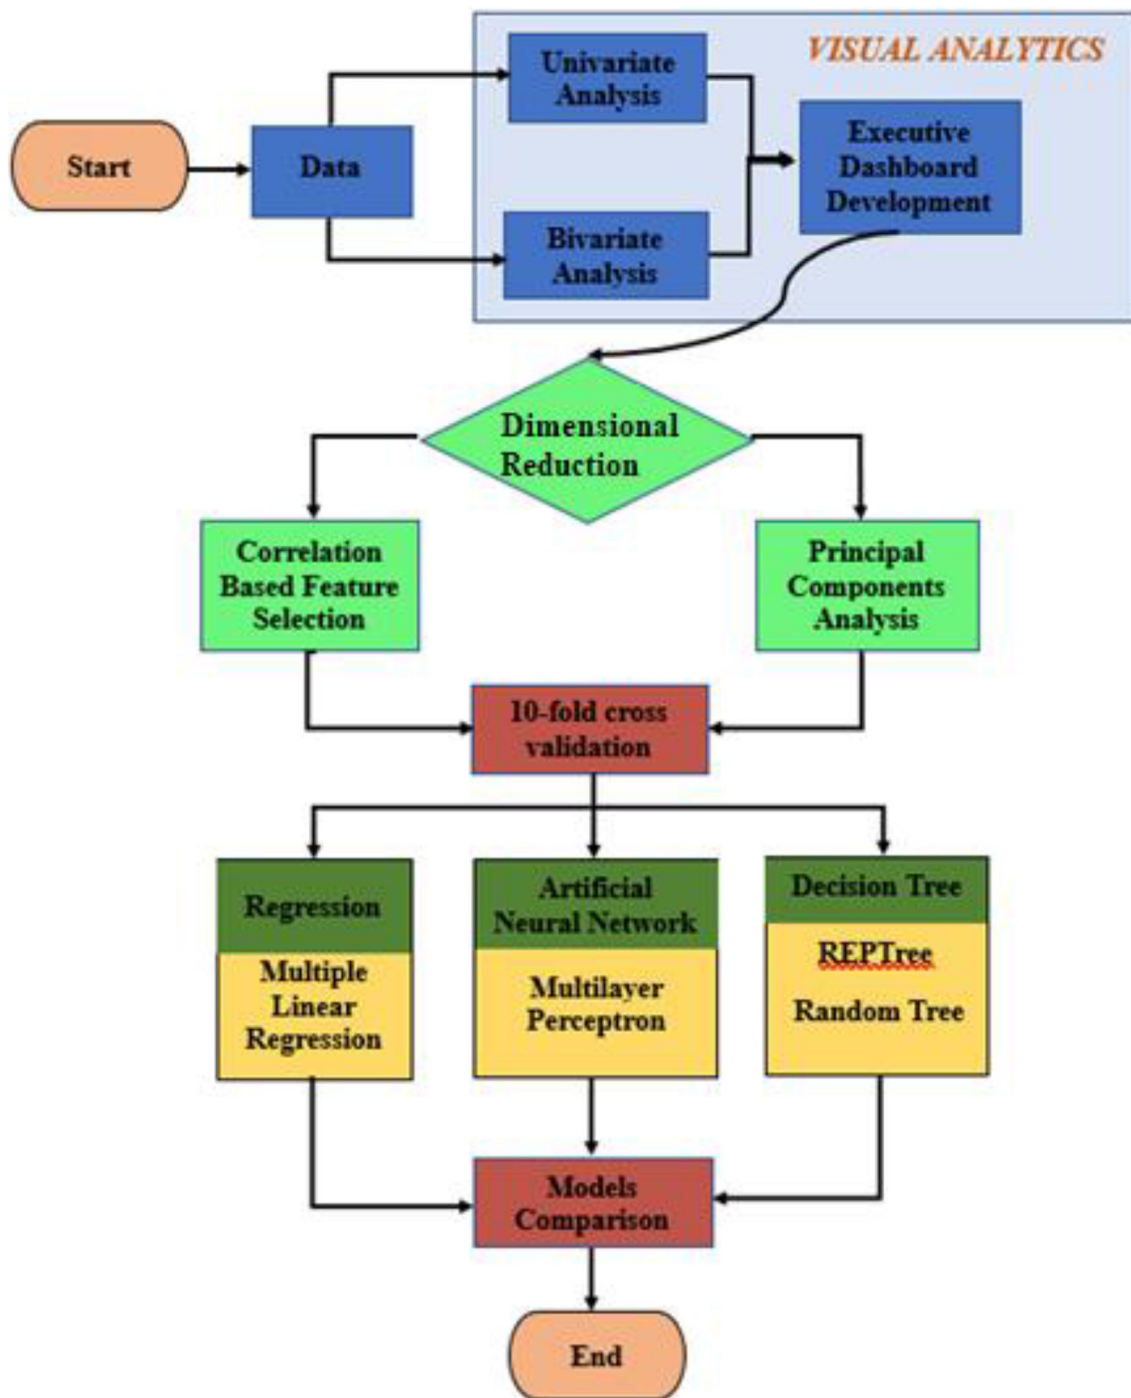 VISUAL ANALYTICS
Univariate
Analysis
Start
Data
Executive
Dashboard
Development
Bivariate
Analysis
Dimensional
Reduction
Correlation
Based Feature
Selection
Principal
Components
Analysis
10-fold cross
validation
Regression
Multiple
Linear
Regression
Artificial
Neural Network
Multilayer
Perceptron
Decision Tree
REPTree
Random Tree
Models
Comparison
End